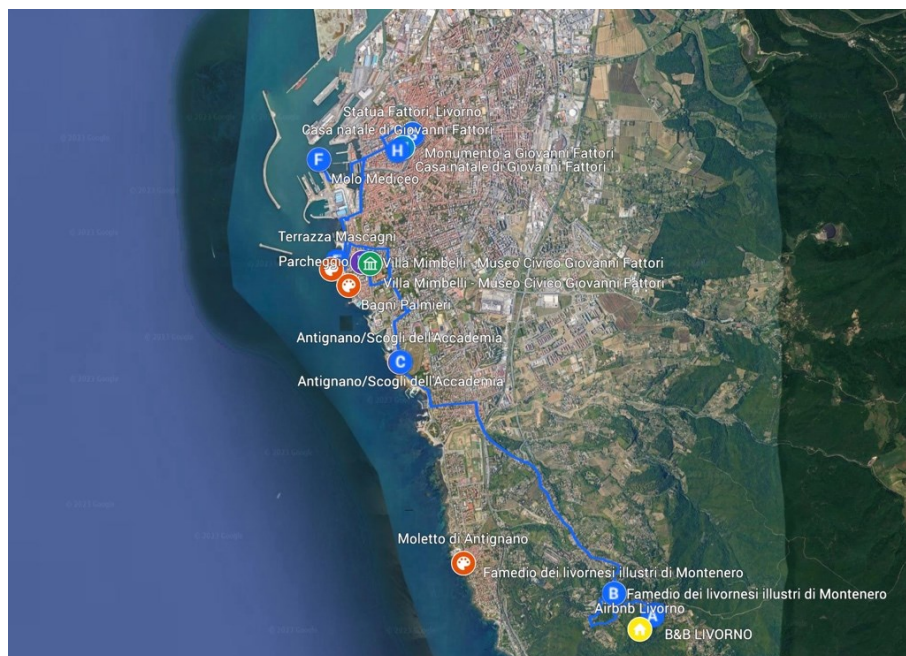 Statua Fattori, Livorno
Casa natale di Giovanni Fattori
G
H
F
Monumento a Giovanni Fattori
Casa natale di Giovanni Fattori
Molo Mediceo
Terrazza Mascagni
Parcheggio
Villa Mimbelli - Museo Civico Giovanni Fattori
Villa Mimbelli - Museo Civico Giovanni Fattori
Bagni Palmieri
Antignano/Scogli dell'Accademia
C
Antignano/Scogli dell'Accademia
Moletto di Antignano
Famedio dei livornesi illustri di Montenero
B
Famedio dei livornesi illustri di Montenero
Airbnb Livorno
A
B&B LIVORNO